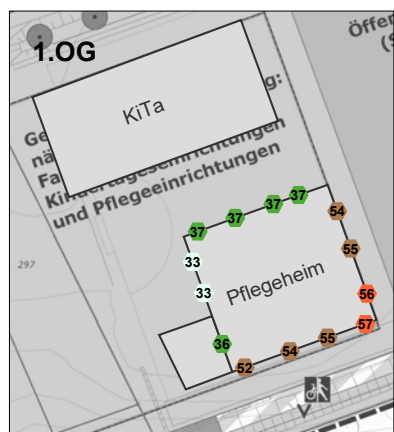 1.OG
Öffen
(S
KiTa
g:
Ge
nä
Fa
Kindertageseinrichtungen
und Pflegeeinrichtungen
37
37
37
37
54
33
55
297
33
Pflegeheim
56
57
36
55
54
52